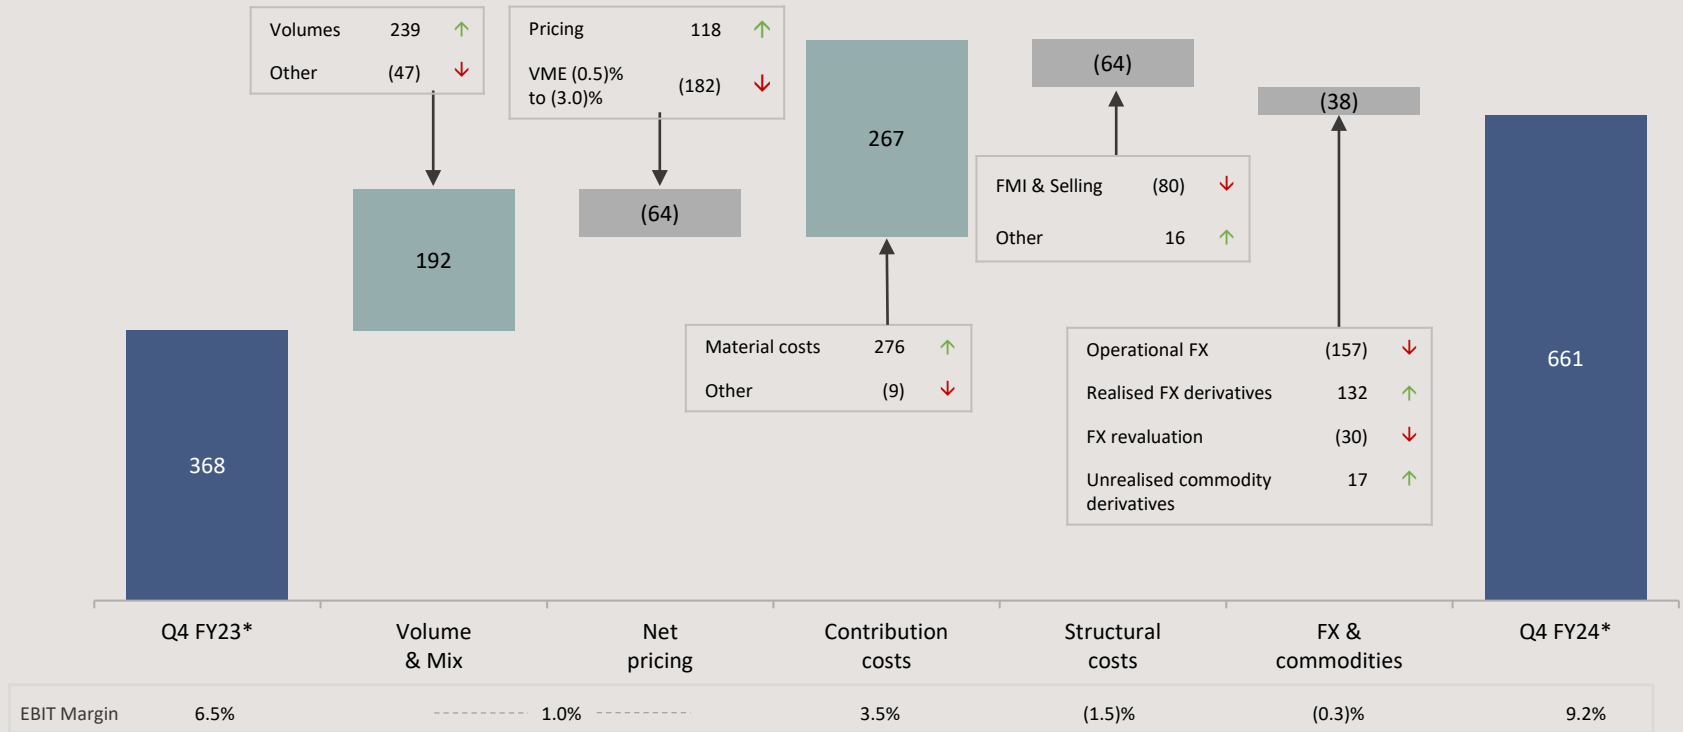 Volumes 239 ↑
Other (47) ↓
Pricing 118 ↑
VME (0.5)%
to (3.0)% (182) ↓
(64)
(38)
267
FMI & Selling (80) ↓
Other 16 ↑
(64)
192
Material costs 276 ↑
Other (9) ↓
Operational FX (157) ↓
Realised FX derivatives 132 ↑
FX revaluation (30) ↓
Unrealised commodity 17 ↑
derivatives
661
368
Q4 FY23*
Volume
& Mix
Net
pricing
Contribution
costs
Structural
costs
FX &
commodities
Q4 FY24*
EBIT Margin 6.5% 1.0% 3.5% (1.5)% (0.3)% 9.2%